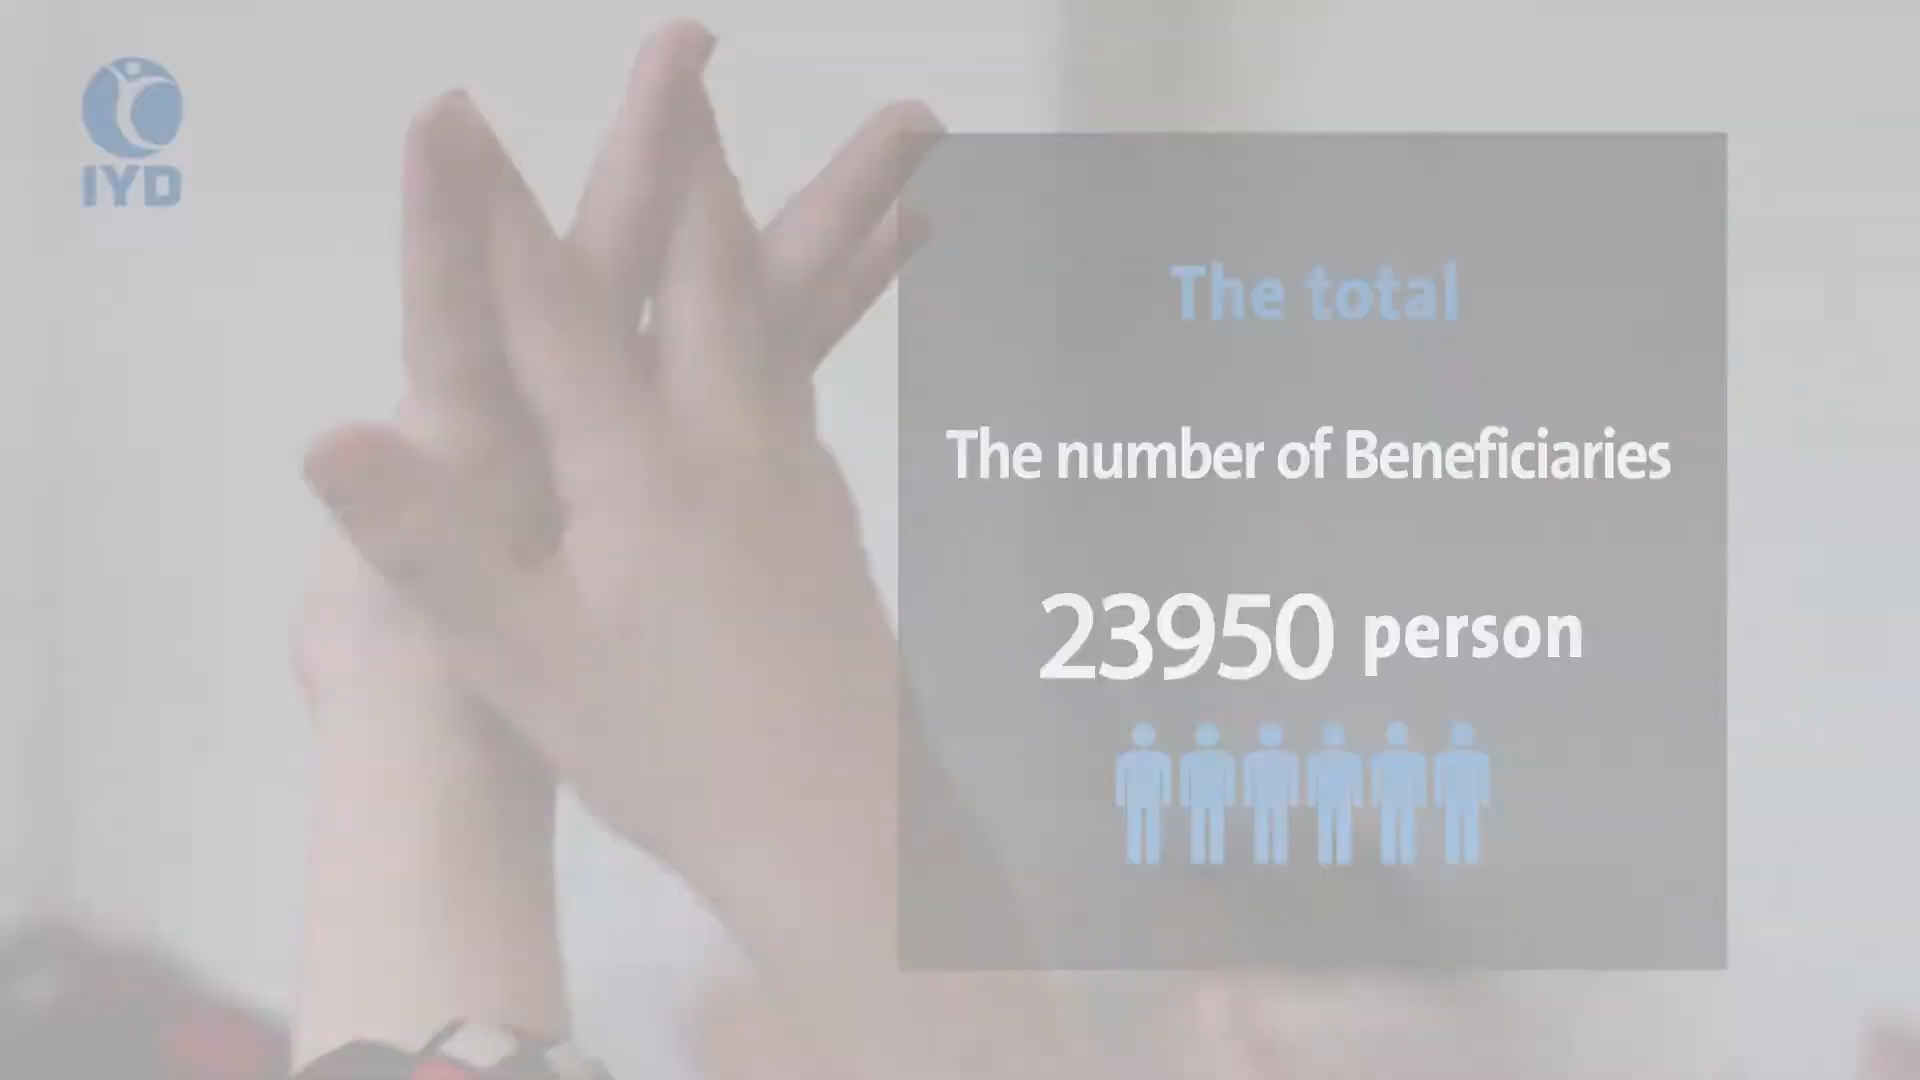 IYD
The total
The number of Beneficiaries
23950 person